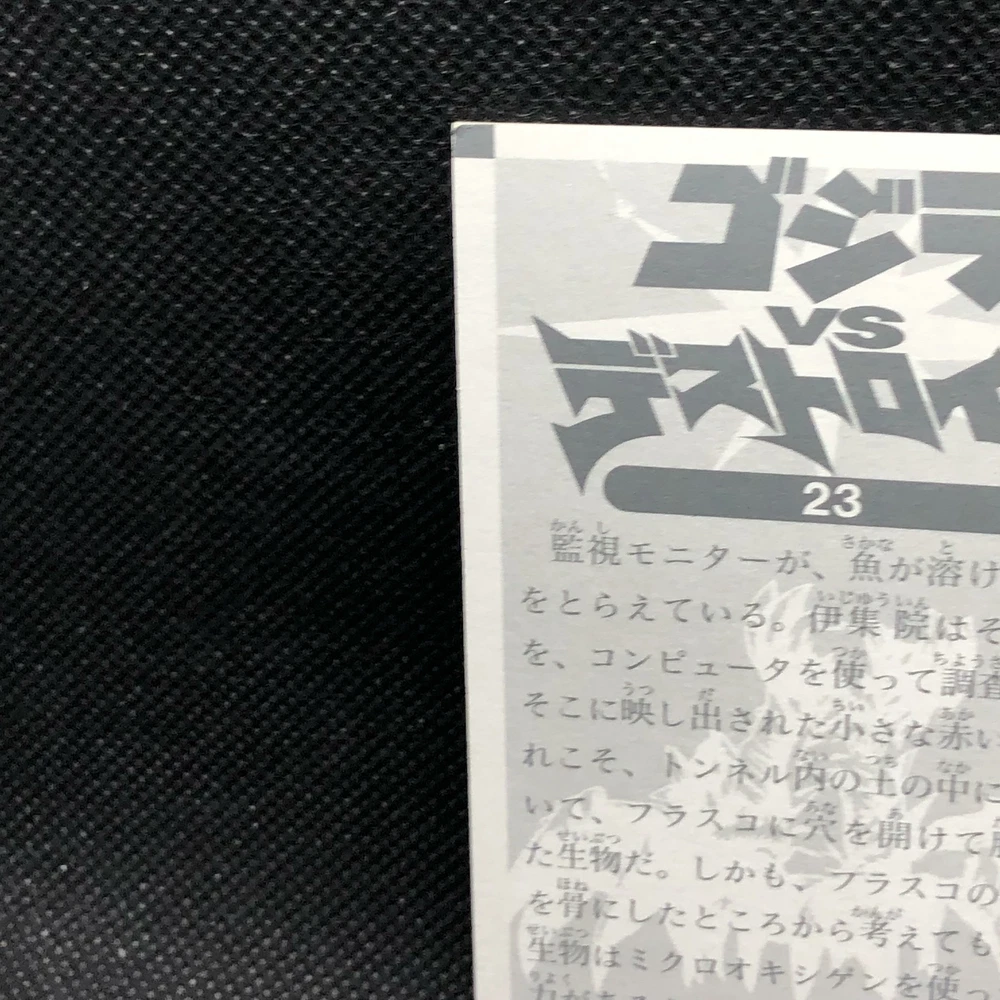 ゴジラ
VS
デストロイ
23
監視モニターが、魚が溶け
をとらえている。伊集院はそ
を、コンピュータを使って調査
そこに映し出された小さな赤い
れこそ、トンネル内の土の中に
いて、フラスコに穴を開けて
た生物だ。しかも、フラスコの
を骨にしたところから考えても
生物はミクロオキシゲンを使っ
力がある